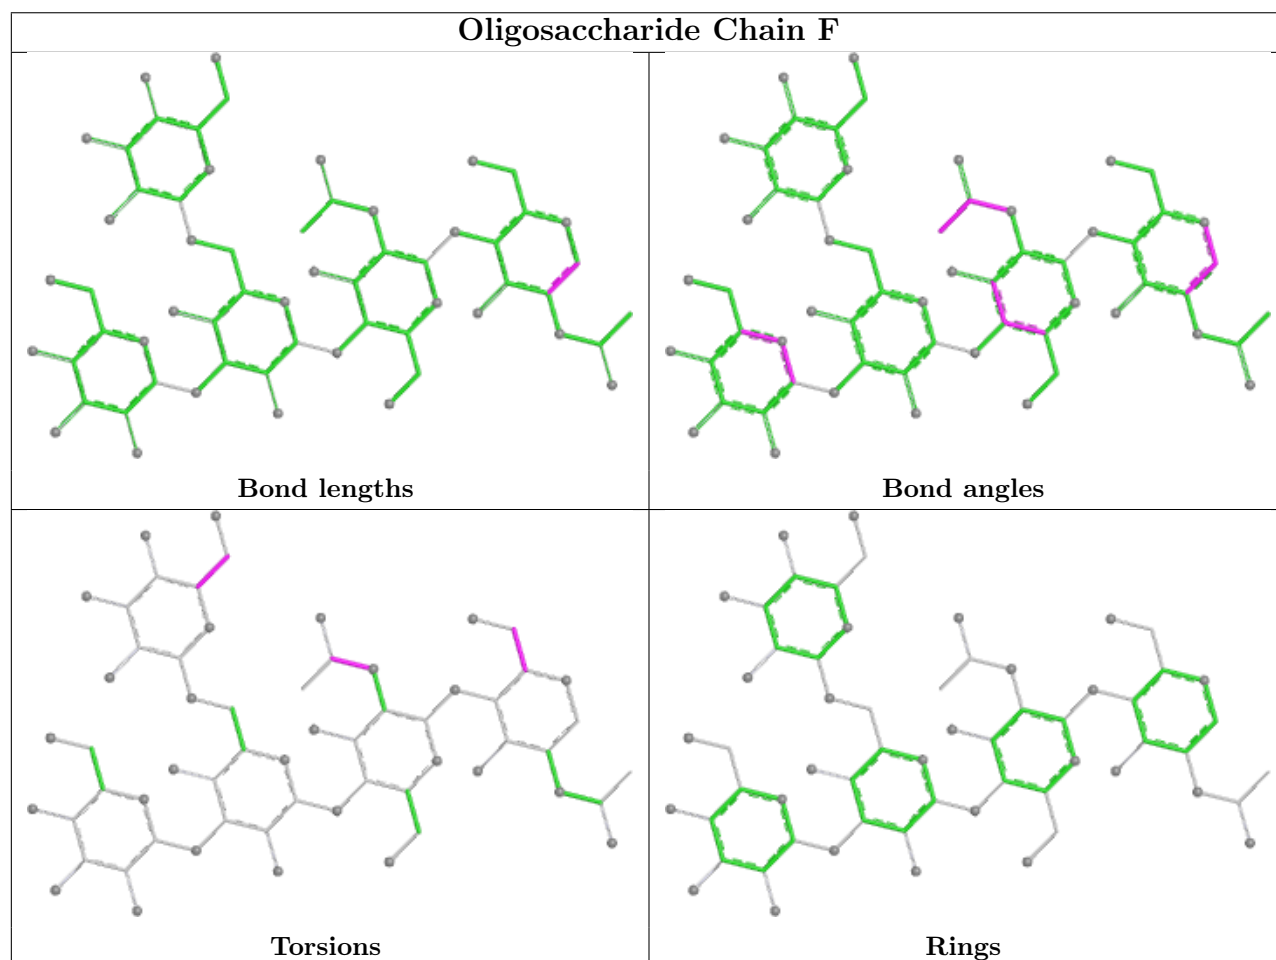 Oligosaccharide Chain F
Bond lengths
Bond angles
Torsions
Rings